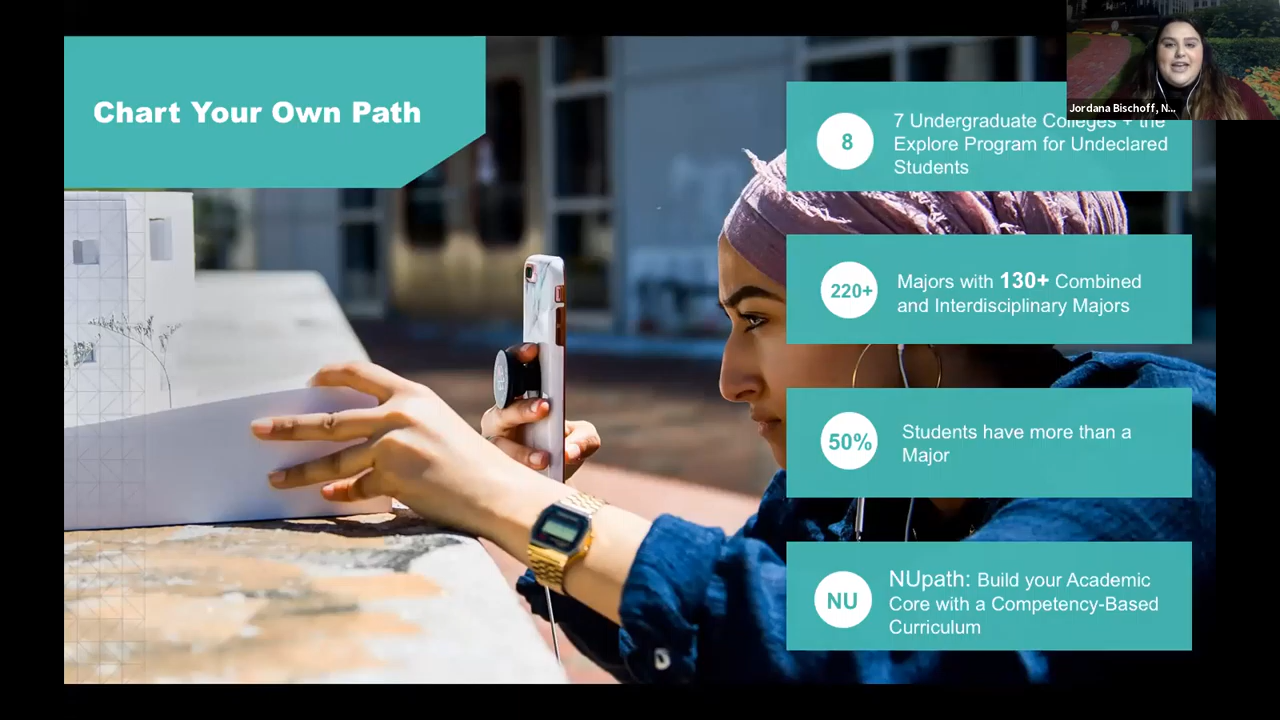 Chart Your Own Path
Jordana Bischoff, N...
8
7 Undergraduate Colleges + the
Explore Program for Undeclared
Students
220+
Majors with 130+ Combined
and Interdisciplinary Majors
50%
Students have more than a
Major
NU
NUpath: Build your Academic
Core with a Competency-Based
Curriculum